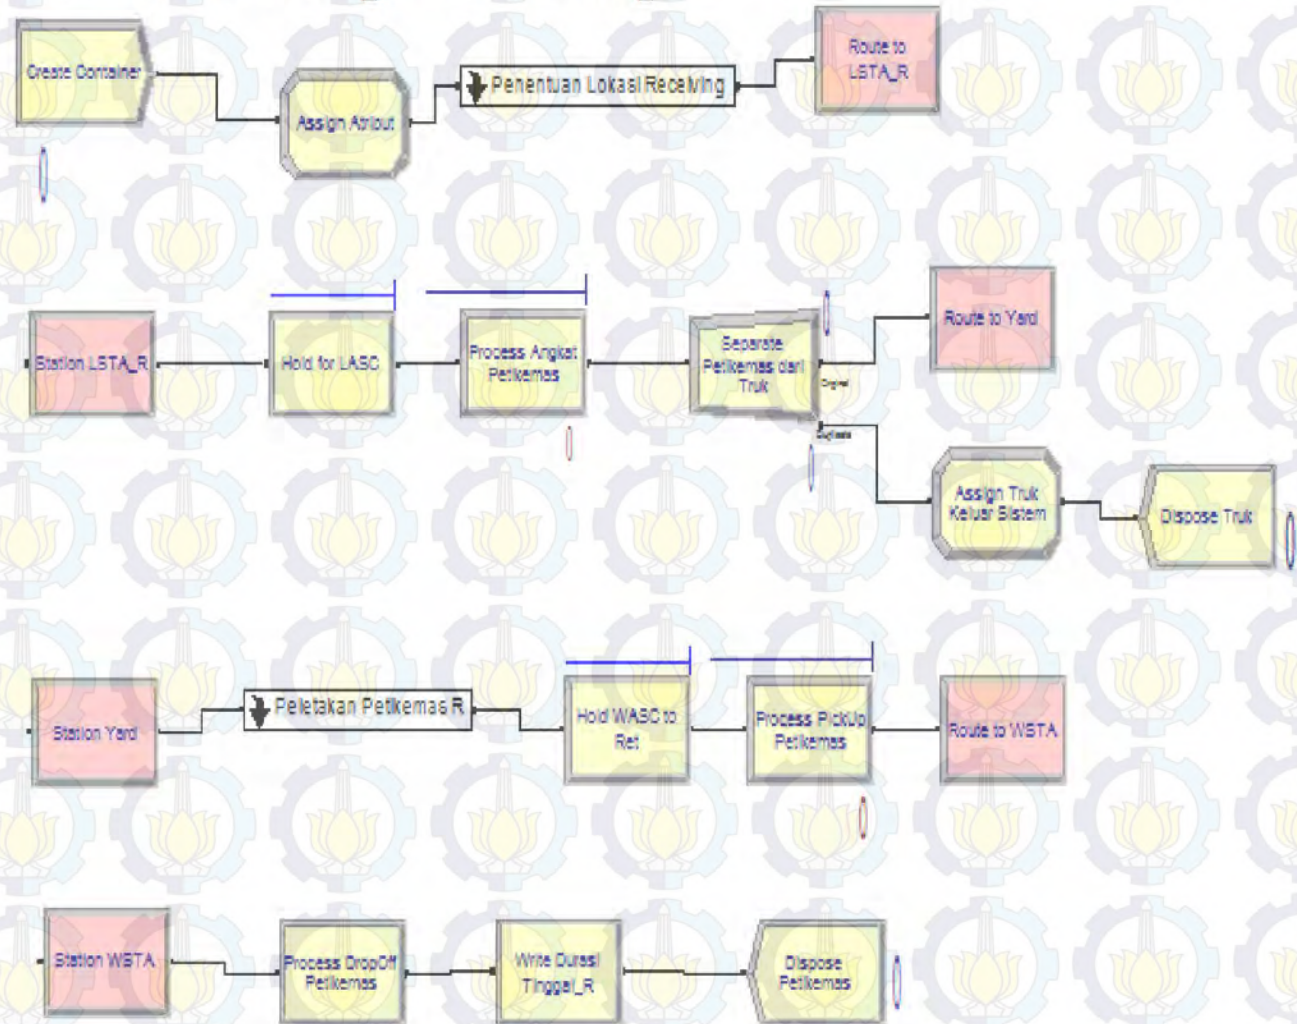 Create Container
Assign Atribut
Penentuan Lokasi Receiving
Route to
LSTA_R
Station LSTA_R
Hold for LASC
Process Angkat
Petikemas
Separate
Petikemas dari
Truk
Original
Duplicate
Route to Yard
Assign Truk
Keluar Sistem
Dispose Truk
Station Yard
Peletakan Petikemas R
Hold WASC to
Ret
Process PickUp
Petikemas
Route to WSTA
Station WSTA
Process DropOff
Petikemas
Write Durasi
Tinggal_R
Dispose
Petikemas